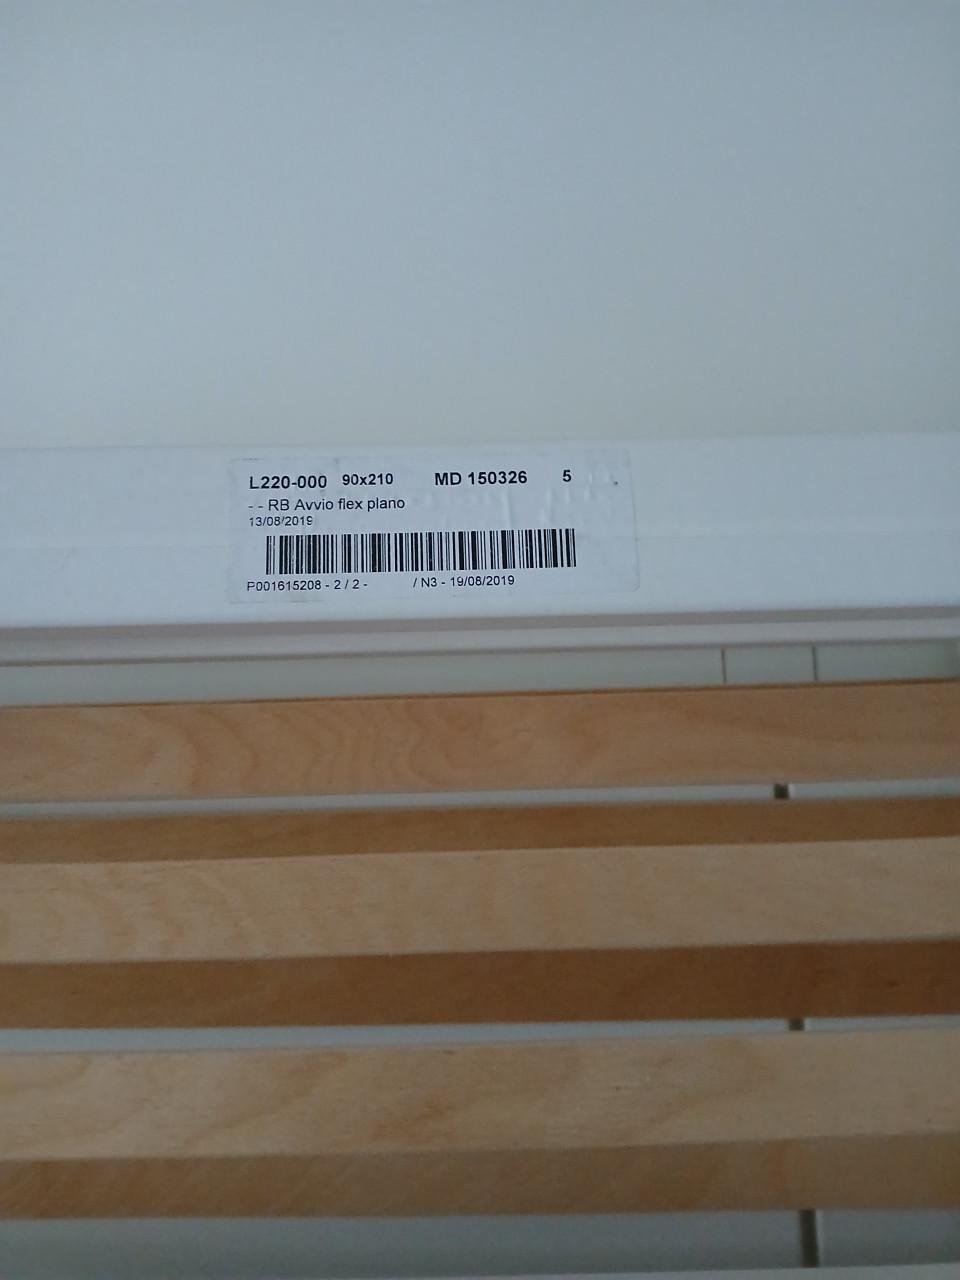 L220-000 90x210 MD 150326 5
- - RB Avvio flex plano
13/08/2019
P001615208 - 2 / 2 - / N3 - 19/08/2019